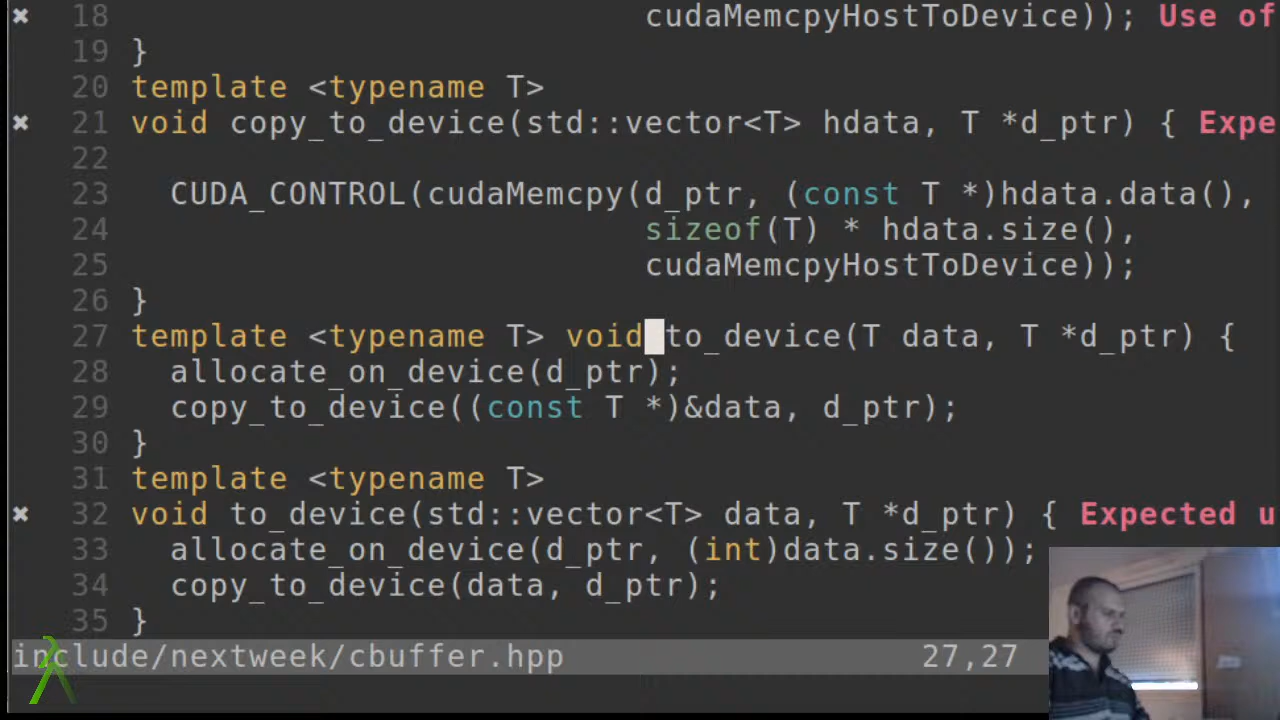 ✖ 18 cudaMemcpyHostToDevice)); Use of
19 }
20 template <typename T>
✖ 21 void copy_to_device(std::vector<T> hdata, T *d_ptr) { Expe
22
23 CUDA_CONTROL(cudaMemcpy(d_ptr, (const T *)hdata.data(),
24 sizeof(T) * hdata.size(),
25 cudaMemcpyHostToDevice));
26 }
27 template <typename T> void to_device(T data, T *d_ptr) {
28 allocate_on_device(d_ptr);
29 copy_to_device((const T *)&data, d_ptr);
30 }
31 template <typename T>
✖ 32 void to_device(std::vector<T> data, T *d_ptr) { Expected u
33 allocate_on_device(d_ptr, (int)data.size());
34 copy_to_device(data, d_ptr);
35 }
include/nextweek/cbuffer.hpp 27,27